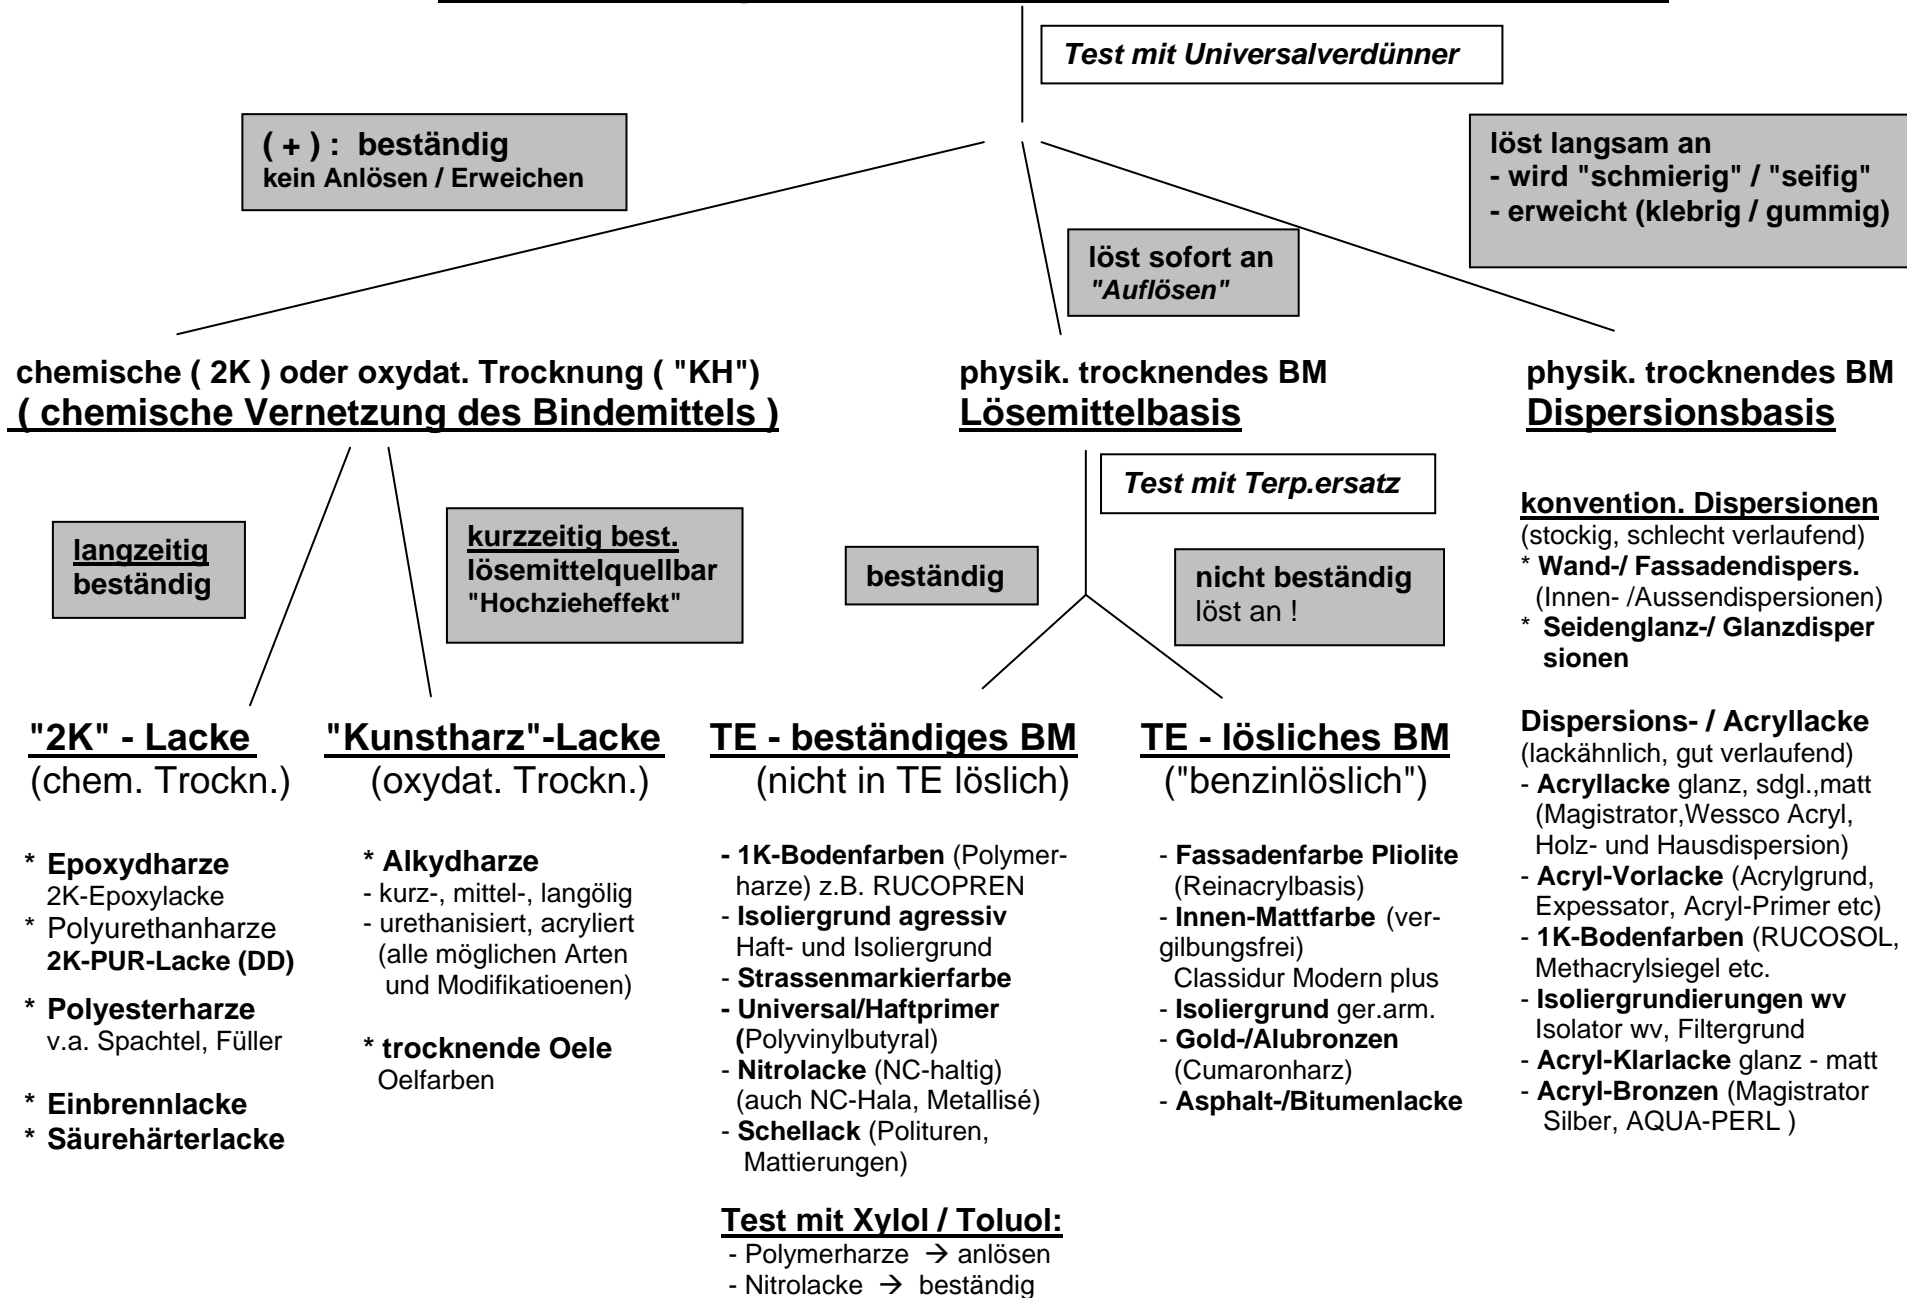 Test mit Universalverdünner
( + ) :  beständig
kein Anlösen / Erweichen
löst langsam an
- wird "schmierig" / "seifig"
- erweicht (klebrig / gummig)
löst sofort an
"Auflösen"
chemische ( 2K ) oder oxydat. Trocknung ( "KH")
( chemische Vernetzung des Bindemittels )
physik. trocknendes BM
Lösemittelbasis
physik. trocknendes BM
Dispersionsbasis
langzeitig
beständig
kurzzeitig best.
lösemittelquellbar
"Hochzieheffekt"
Test mit Terp.ersatz
beständig
nicht beständig
löst an !
konvention. Dispersionen
(stockig, schlecht verlaufend)
* Wand-/ Fassadendispers.
(Innen- /Aussendispersionen)
* Seidenglanz-/ Glanzdisper
sionen
"2K" - Lacke
(chem. Trockn.)
* Epoxydharze
2K-Epoxylacke
* Polyurethanharze
2K-PUR-Lacke (DD)
* Polyesterharze
v.a. Spachtel, Füller
* Einbrennlacke
* Säurehärterlacke
"Kunstharz"-Lacke
(oxydat. Trockn.)
* Alkydharze
- kurz-, mittel-, langölig
- urethanisiert, acryliert
(alle möglichen Arten
und Modifikatioenen)
* trocknende Oele
Oelfarben
TE - beständiges BM
(nicht in TE löslich)
- 1K-Bodenfarben (Polymer-
harze) z.B. RUCOPREN
- Isoliergrund agressiv
Haft- und Isoliergrund
- Strassenmarkierfarbe
- Universal/Haftprimer
(Polyvinylbutyral)
- Nitrolacke (NC-haltig)
(auch NC-Hala, Metallisé)
- Schellack (Polituren,
Mattierungen)
Test mit Xylol / Toluol:
- Polymerharze → anlösen
- Nitrolacke → beständig
TE - lösliches BM
("benzinlöslich")
- Fassadenfarbe Pliolite
(Reinacrylbasis)
- Innen-Mattfarbe (ver-
gilbungsfrei)
Classidur Modern plus
- Isoliergrund ger.arm.
- Gold-/Alubronzen
(Cumaronharz)
- Asphalt-/Bitumenlacke
Dispersions- / Acryllacke
(lackähnlich, gut verlaufend)
- Acryllacke glanz, sdgl.,matt
(Magistrator,Wessco Acryl,
Holz- und Hausdispersion)
- Acryl-Vorlacke (Acrylgrund,
Expessator, Acryl-Primer etc)
- 1K-Bodenfarben (RUCOSOL,
Methacrylsiegel etc.
- Isoliergrundierungen wv
Isolator wv, Filtergrund
- Acryl-Klarlacke glanz - matt
- Acryl-Bronzen (Magistrator
Silber, AQUA-PERL )